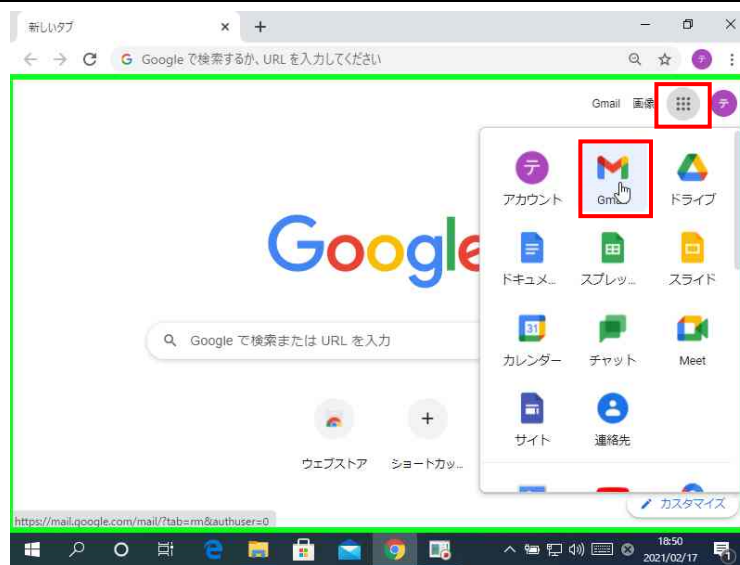 新しいタブ
Google で検索するか、URL を入力してください
テ
Gmail 画像
テ
テ
アカウント
Gm
ドライブ
Google
ドキュメ...
スプレッ...
スライド
Google で検索または URL を入力
31
カレンダー
チャット
Meet
サイト
連絡先
ウェブストア
ショートカッ...
カスタマイズ
https://mail.google.com/mail/?tab=rm&authuser=0
18:50
2021/02/17
1